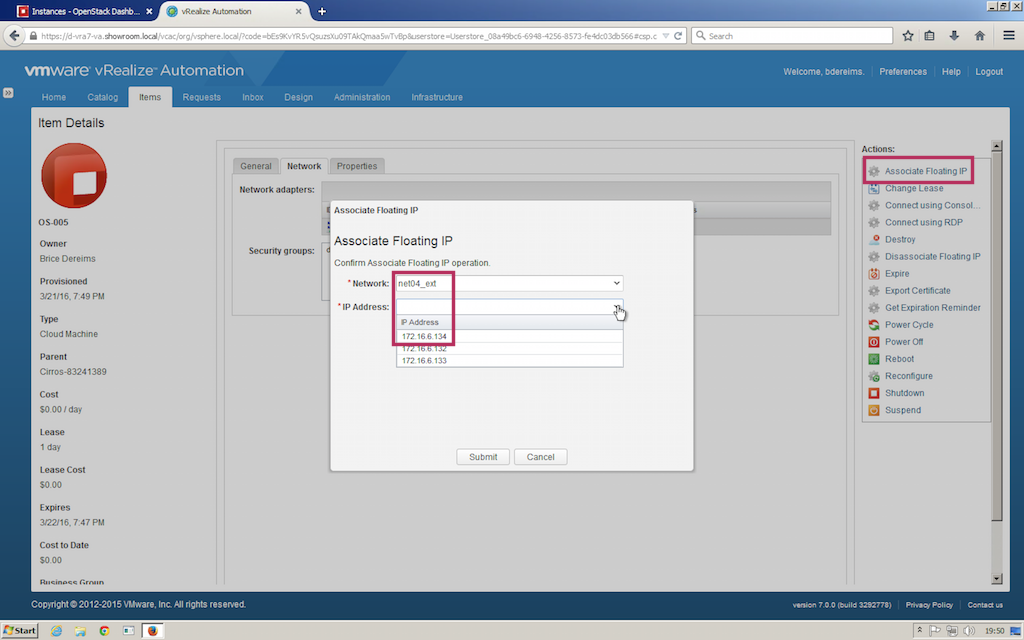 Instances - OpenStack Dashb...
vRealize Automation
https://d-vra7-va.showroom.local/vcac/org/vsphere.local/?code=bEs9KvYR5vQsuzsXu09TAkQmaa5wTvBp&userstore=Userstore_08a49bc6-6948-4256-8573-fe4dc03db566#csp.c
Search
vmware vRealize Automation
Welcome, bdereims.
Preferences
Help
Logout
Home
Catalog
Items
Requests
Inbox
Design
Administration
Infrastructure
Item Details
OS-005
Owner
Brice Dereims
Provisioned
3/21/16, 7:49 PM
Type
Cloud Machine
Parent
Cirros-83241389
Cost
$0.00 / day
Lease
1 day
Lease Cost
$0.00
Expires
3/22/16, 7:47 PM
Cost to Date
$0.00
Business Group
General
Network
Properties
Network adapters:
Security groups:
Associate Floating IP
Associate Floating IP
Confirm Associate Floating IP operation.
* Network:
net04_ext
* IP Address:
IP Address
172.16.6.134
172.16.6.132
172.16.6.133
Submit
Cancel
Actions:
Associate Floating IP
Change Lease
Connect using Consol...
Connect using RDP
Destroy
Disassociate Floating IP
Expire
Export Certificate
Get Expiration Reminder
Power Cycle
Power Off
Reboot
Reconfigure
Shutdown
Suspend
Copyright © 2012-2015 VMware, Inc. All rights reserved.
version 7.0.0 (build 3292778)
Privacy Policy
Contact us
Start
19:50